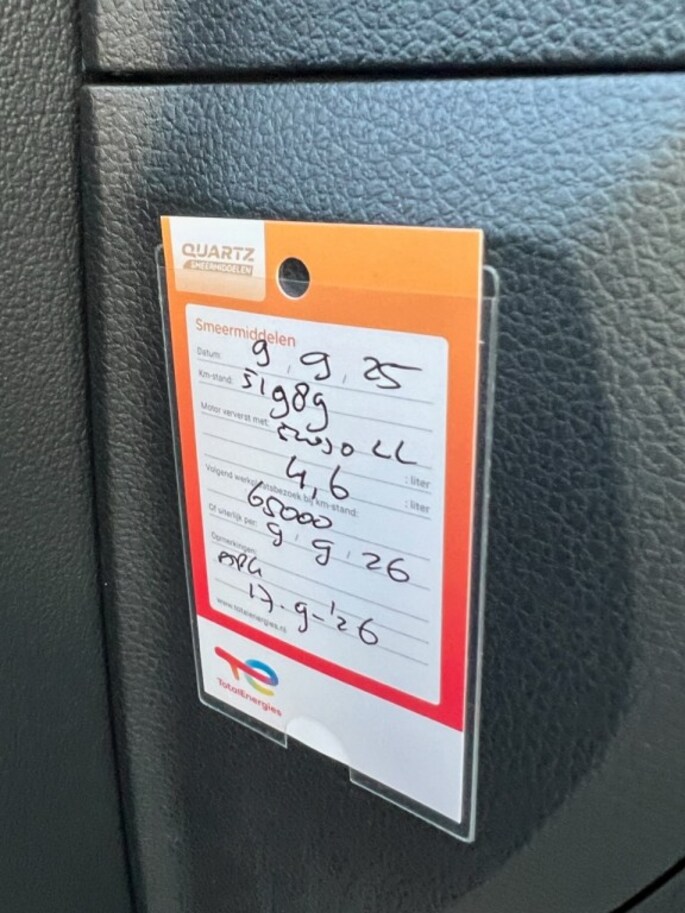 QUARTZ
SMEERMIDDELEN
Smeermiddelen
Datum: 9, 9, 25
Km-stand: 51989
Motor ververst met: 5W30 LL
4,6 : liter
: liter
Volgend werkplaatsbezoek bij km-stand:
65000
Of uiterlijk per: 9, 9, 26
Opmerkingen:
APK
17-9-'26
www.totalenergies.nl
TotalEnergies